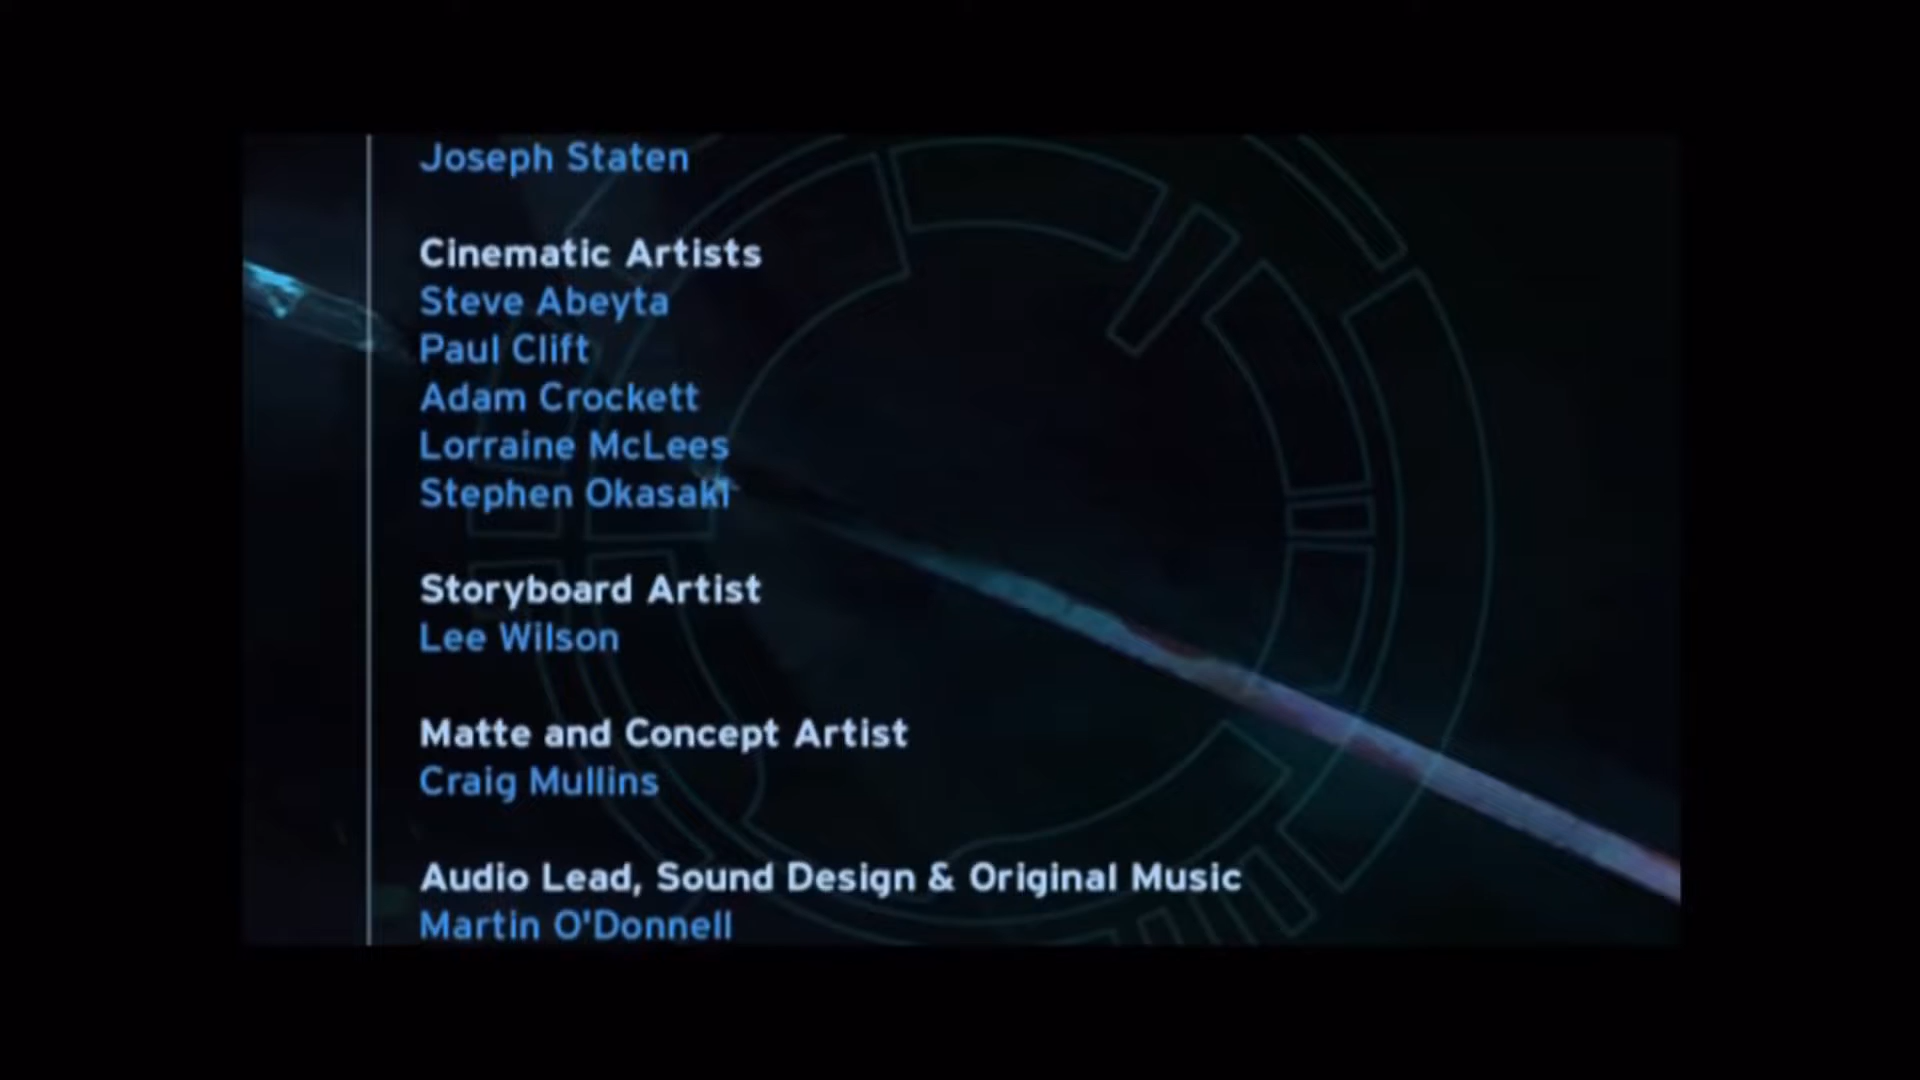 Joseph Staten
Cinematic Artists
Steve Abeyta
Paul Clift
Adam Crockett
Lorraine McLees
Stephen Okasaki
Storyboard Artist
Lee Wilson
Matte and Concept Artist
Craig Mullins
Audio Lead, Sound Design & Original Music
Martin O'Donnell